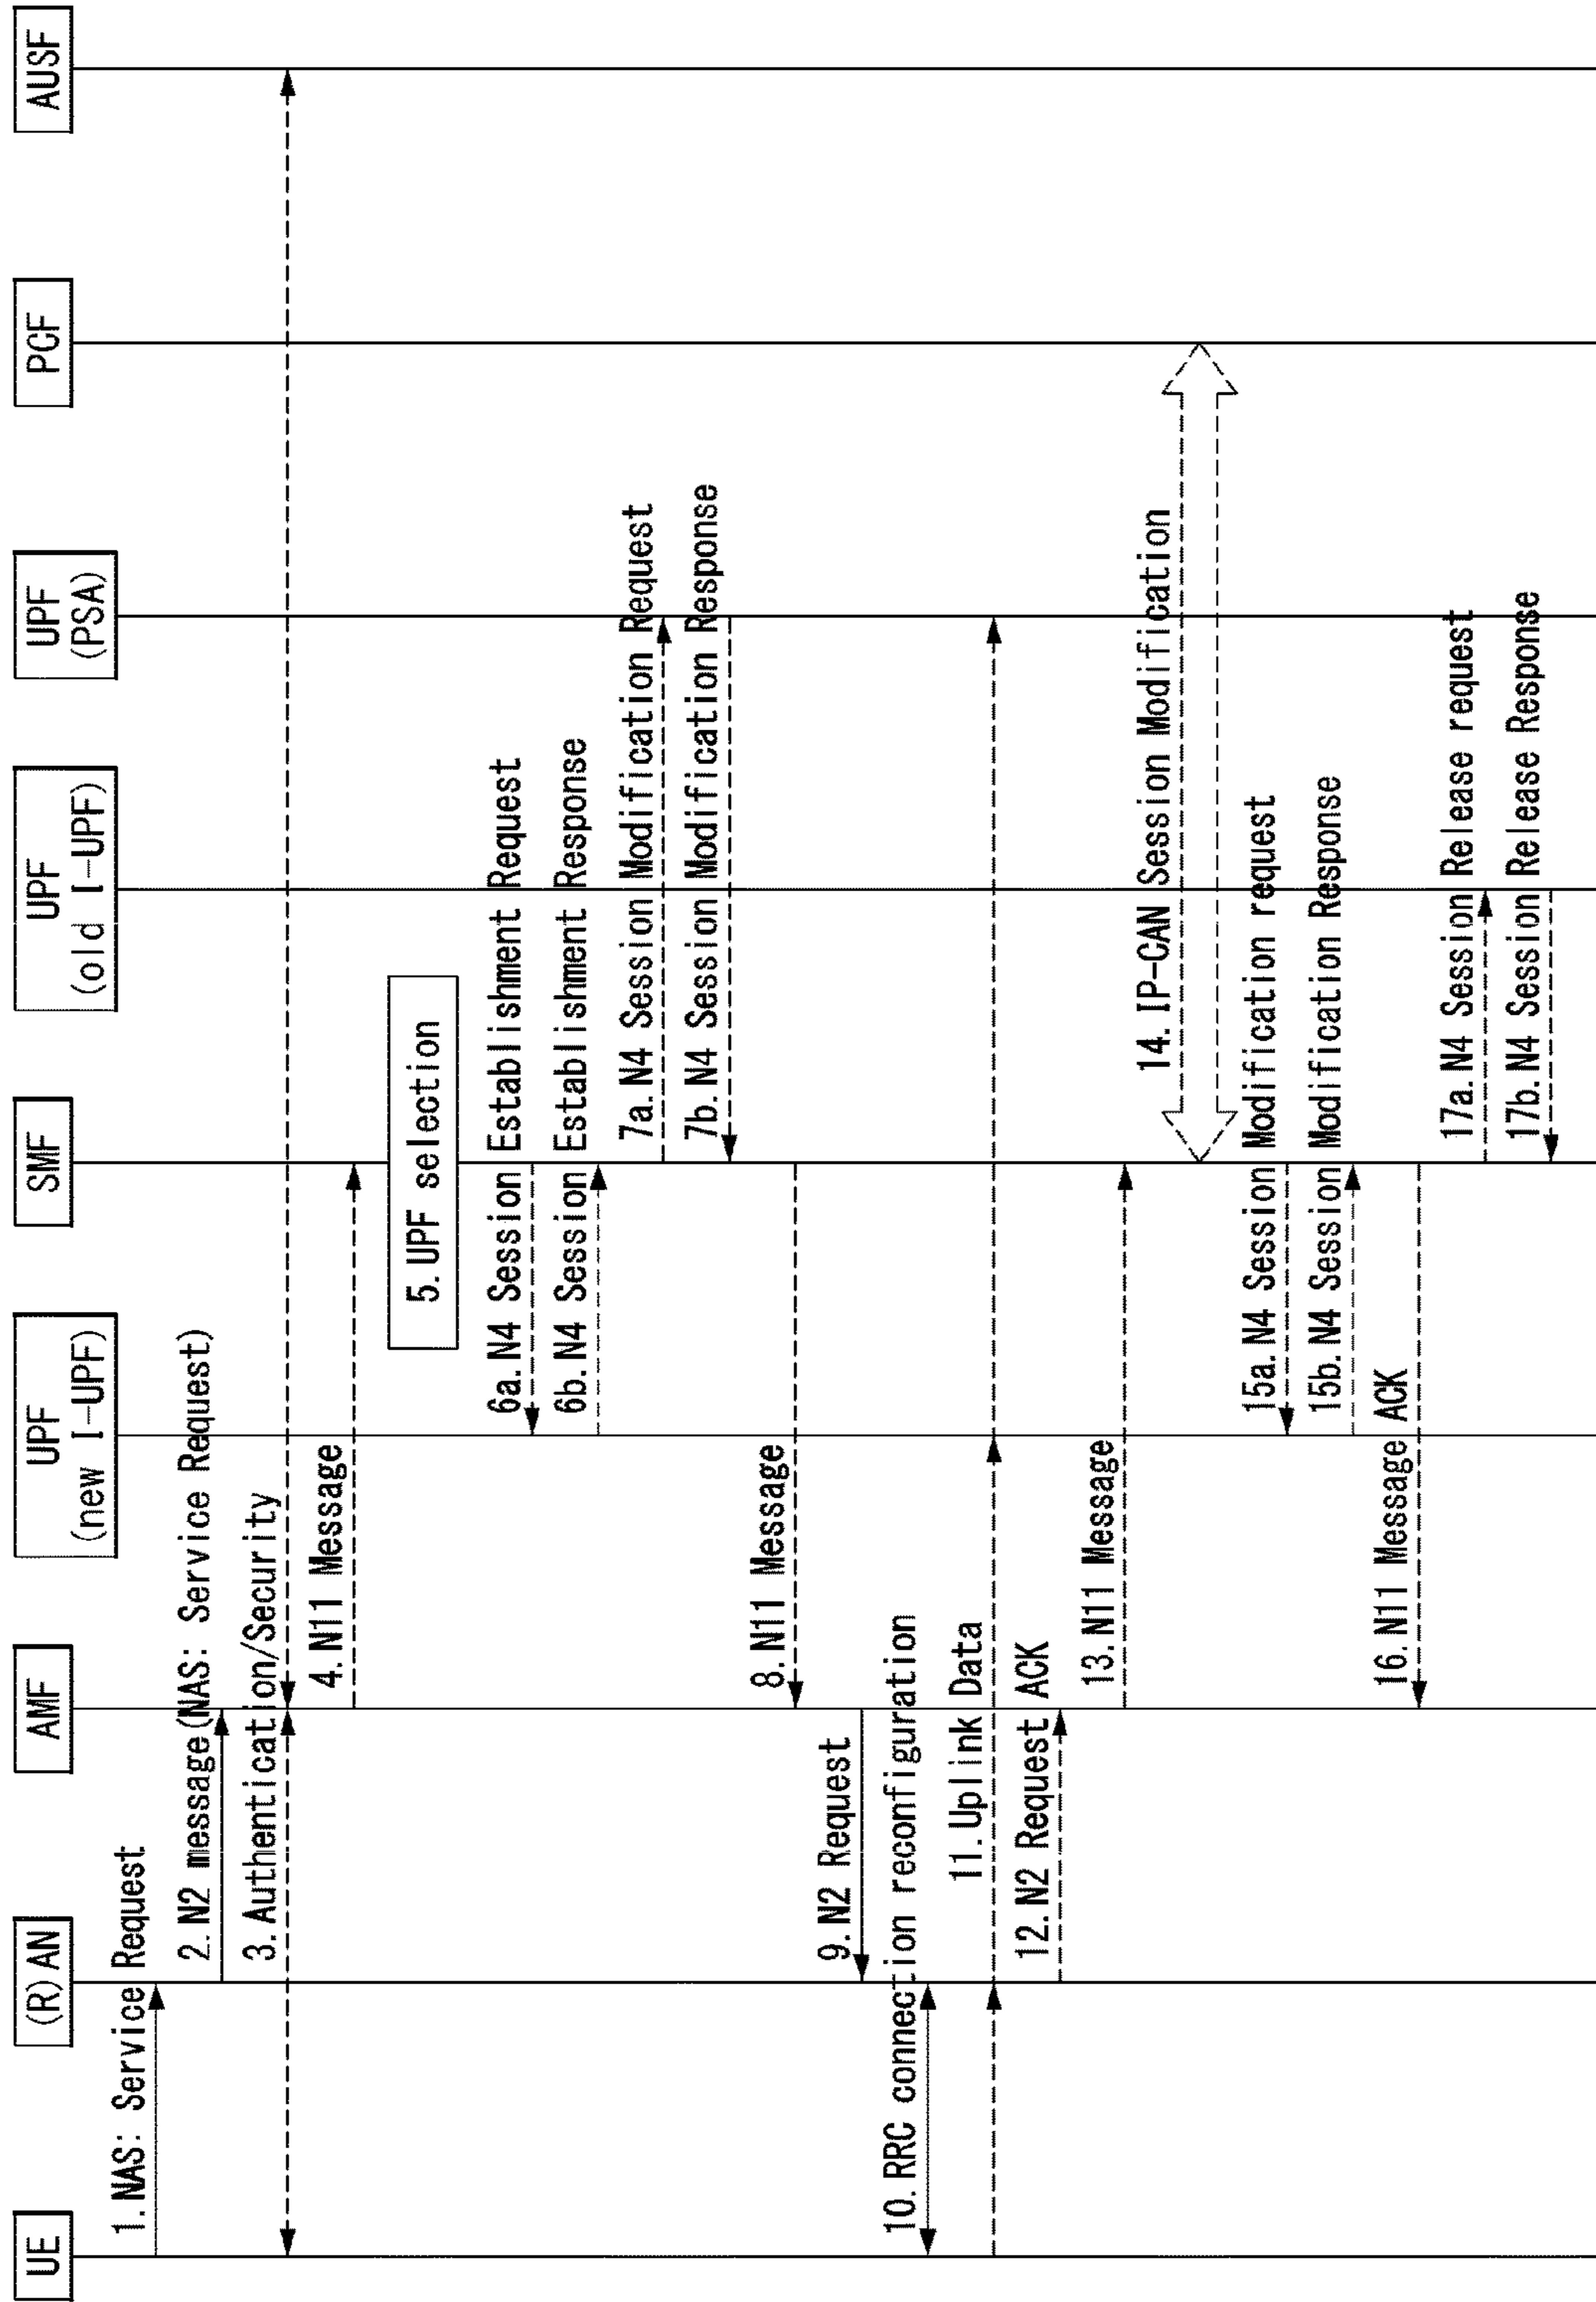 UE
(R)AN
AMF
UPF
(new I-UPF)
SMF
UPF
(old I-UPF)
UPF
(PSA)
PCF
AUSF
1. NAS: Service Request
2. N2 message(NAS: Service Request)
3. Authentication/Security
4. N11 Message
5. UPF selection
6a. N4 Session Establishment Request
6b. N4 Session Establishment Response
7a. N4 Session Modification Request
7b. N4 Session Modification Response
8. N11 Message
9. N2 Request
10. RRC connection reconfiguration
11. Uplink Data
12. N2 Request ACK
13. N11 Message
14. IP-CAN Session Modification
15a. N4 Session Modification request
15b. N4 Session Modification Response
16. N11 Message ACK
17a. N4 Session Release request
17b. N4 Session Release Response